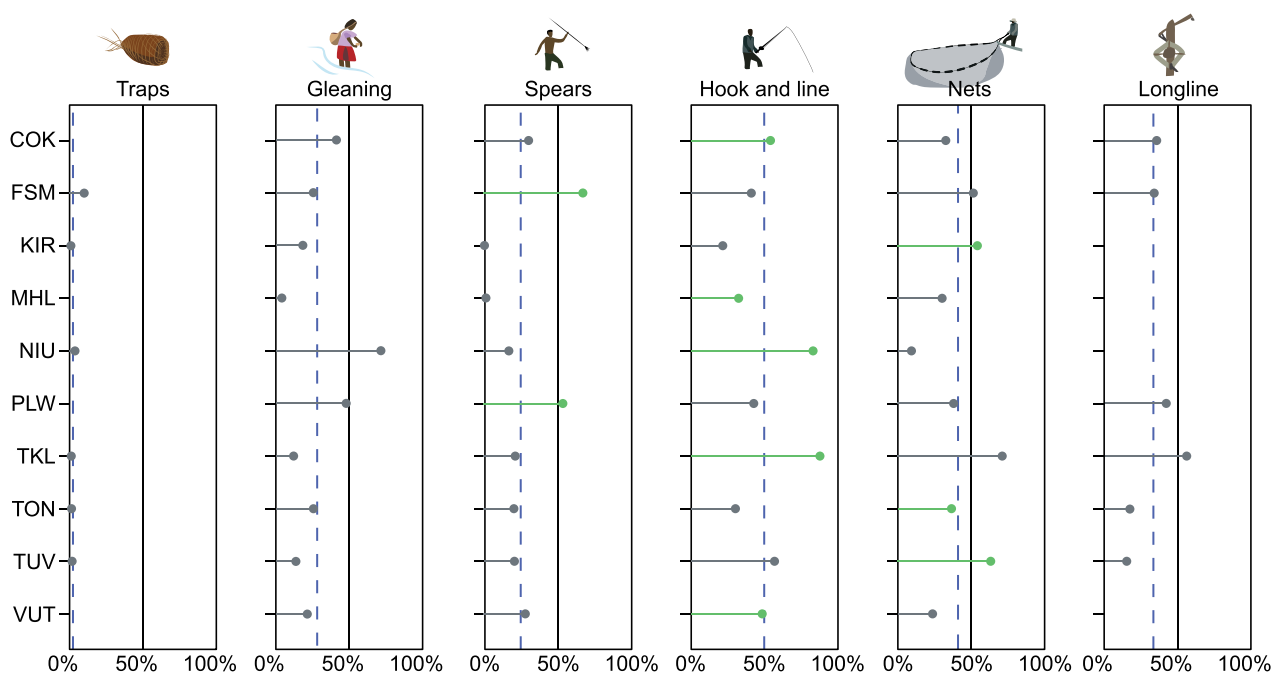 Traps Gleaning Spears Hook and line Nets Longline
COK
FSM
KIR
MHL
NIU
PLW
TKL
TON
TUV
VUT
0% 50% 100% 0% 50% 100% 0% 50% 100% 0% 50% 100% 0% 50% 100% 0% 50% 100%